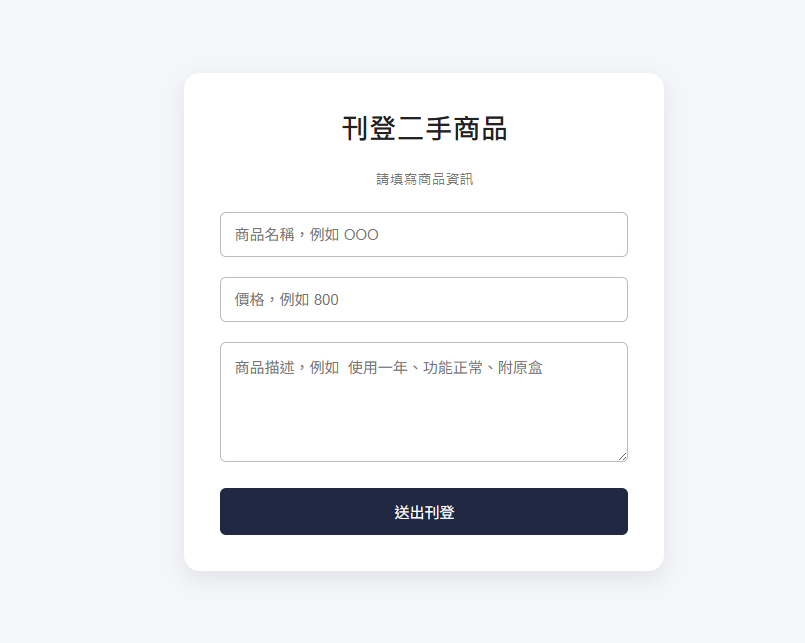 刊登二手商品
請填寫商品資訊
商品名稱，例如 OOO
價格，例如 800
商品描述，例如  使用一年、功能正常、附原盒
送出刊登